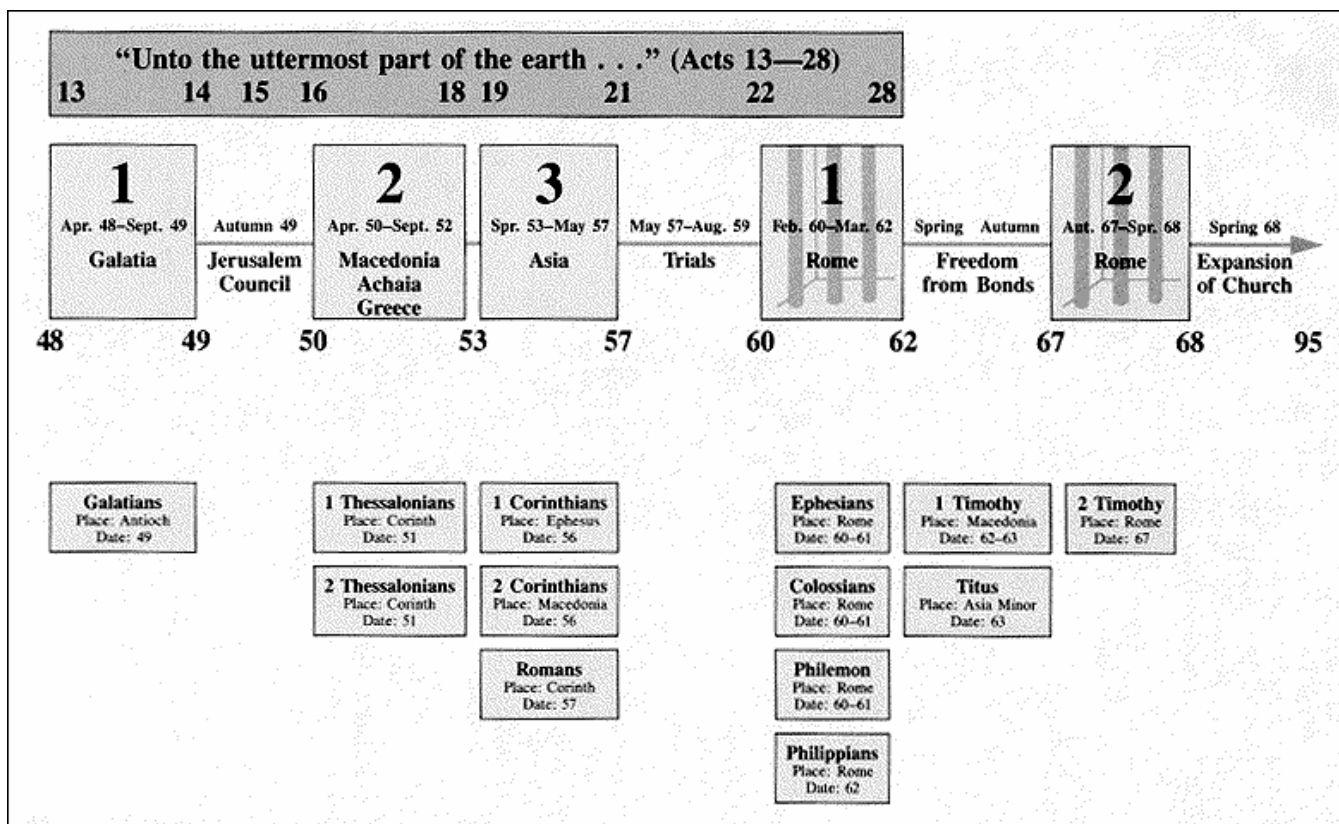 “Unto the uttermost part of the earth . . .” (Acts 13—28)
13 14 15 16 18 19 21 22 28
1
Apr. 48–Sept. 49
Galatia
Autumn 49
Jerusalem
Council
2
Apr. 50–Sept. 52
Macedonia
Achaia
Greece
3
Spr. 53–May 57
Asia
May 57–Aug. 59
Trials
1
Feb. 60–Mar. 62
Rome
Spring Autumn
Freedom
from Bonds
2
Aut. 67–Spr. 68
Rome
Spring 68
Expansion
of Church
48 49 50 53 57 60 62 67 68 95
Galatians
Place: Antioch
Date: 49
1 Thessalonians
Place: Corinth
Date: 51
2 Thessalonians
Place: Corinth
Date: 51
1 Corinthians
Place: Ephesus
Date: 56
2 Corinthians
Place: Macedonia
Date: 56
Romans
Place: Corinth
Date: 57
Ephesians
Place: Rome
Date: 60–61
Colossians
Place: Rome
Date: 60–61
Philemon
Place: Rome
Date: 60–61
Philippians
Place: Rome
Date: 62
1 Timothy
Place: Macedonia
Date: 62–63
Titus
Place: Asia Minor
Date: 63
2 Timothy
Place: Rome
Date: 67